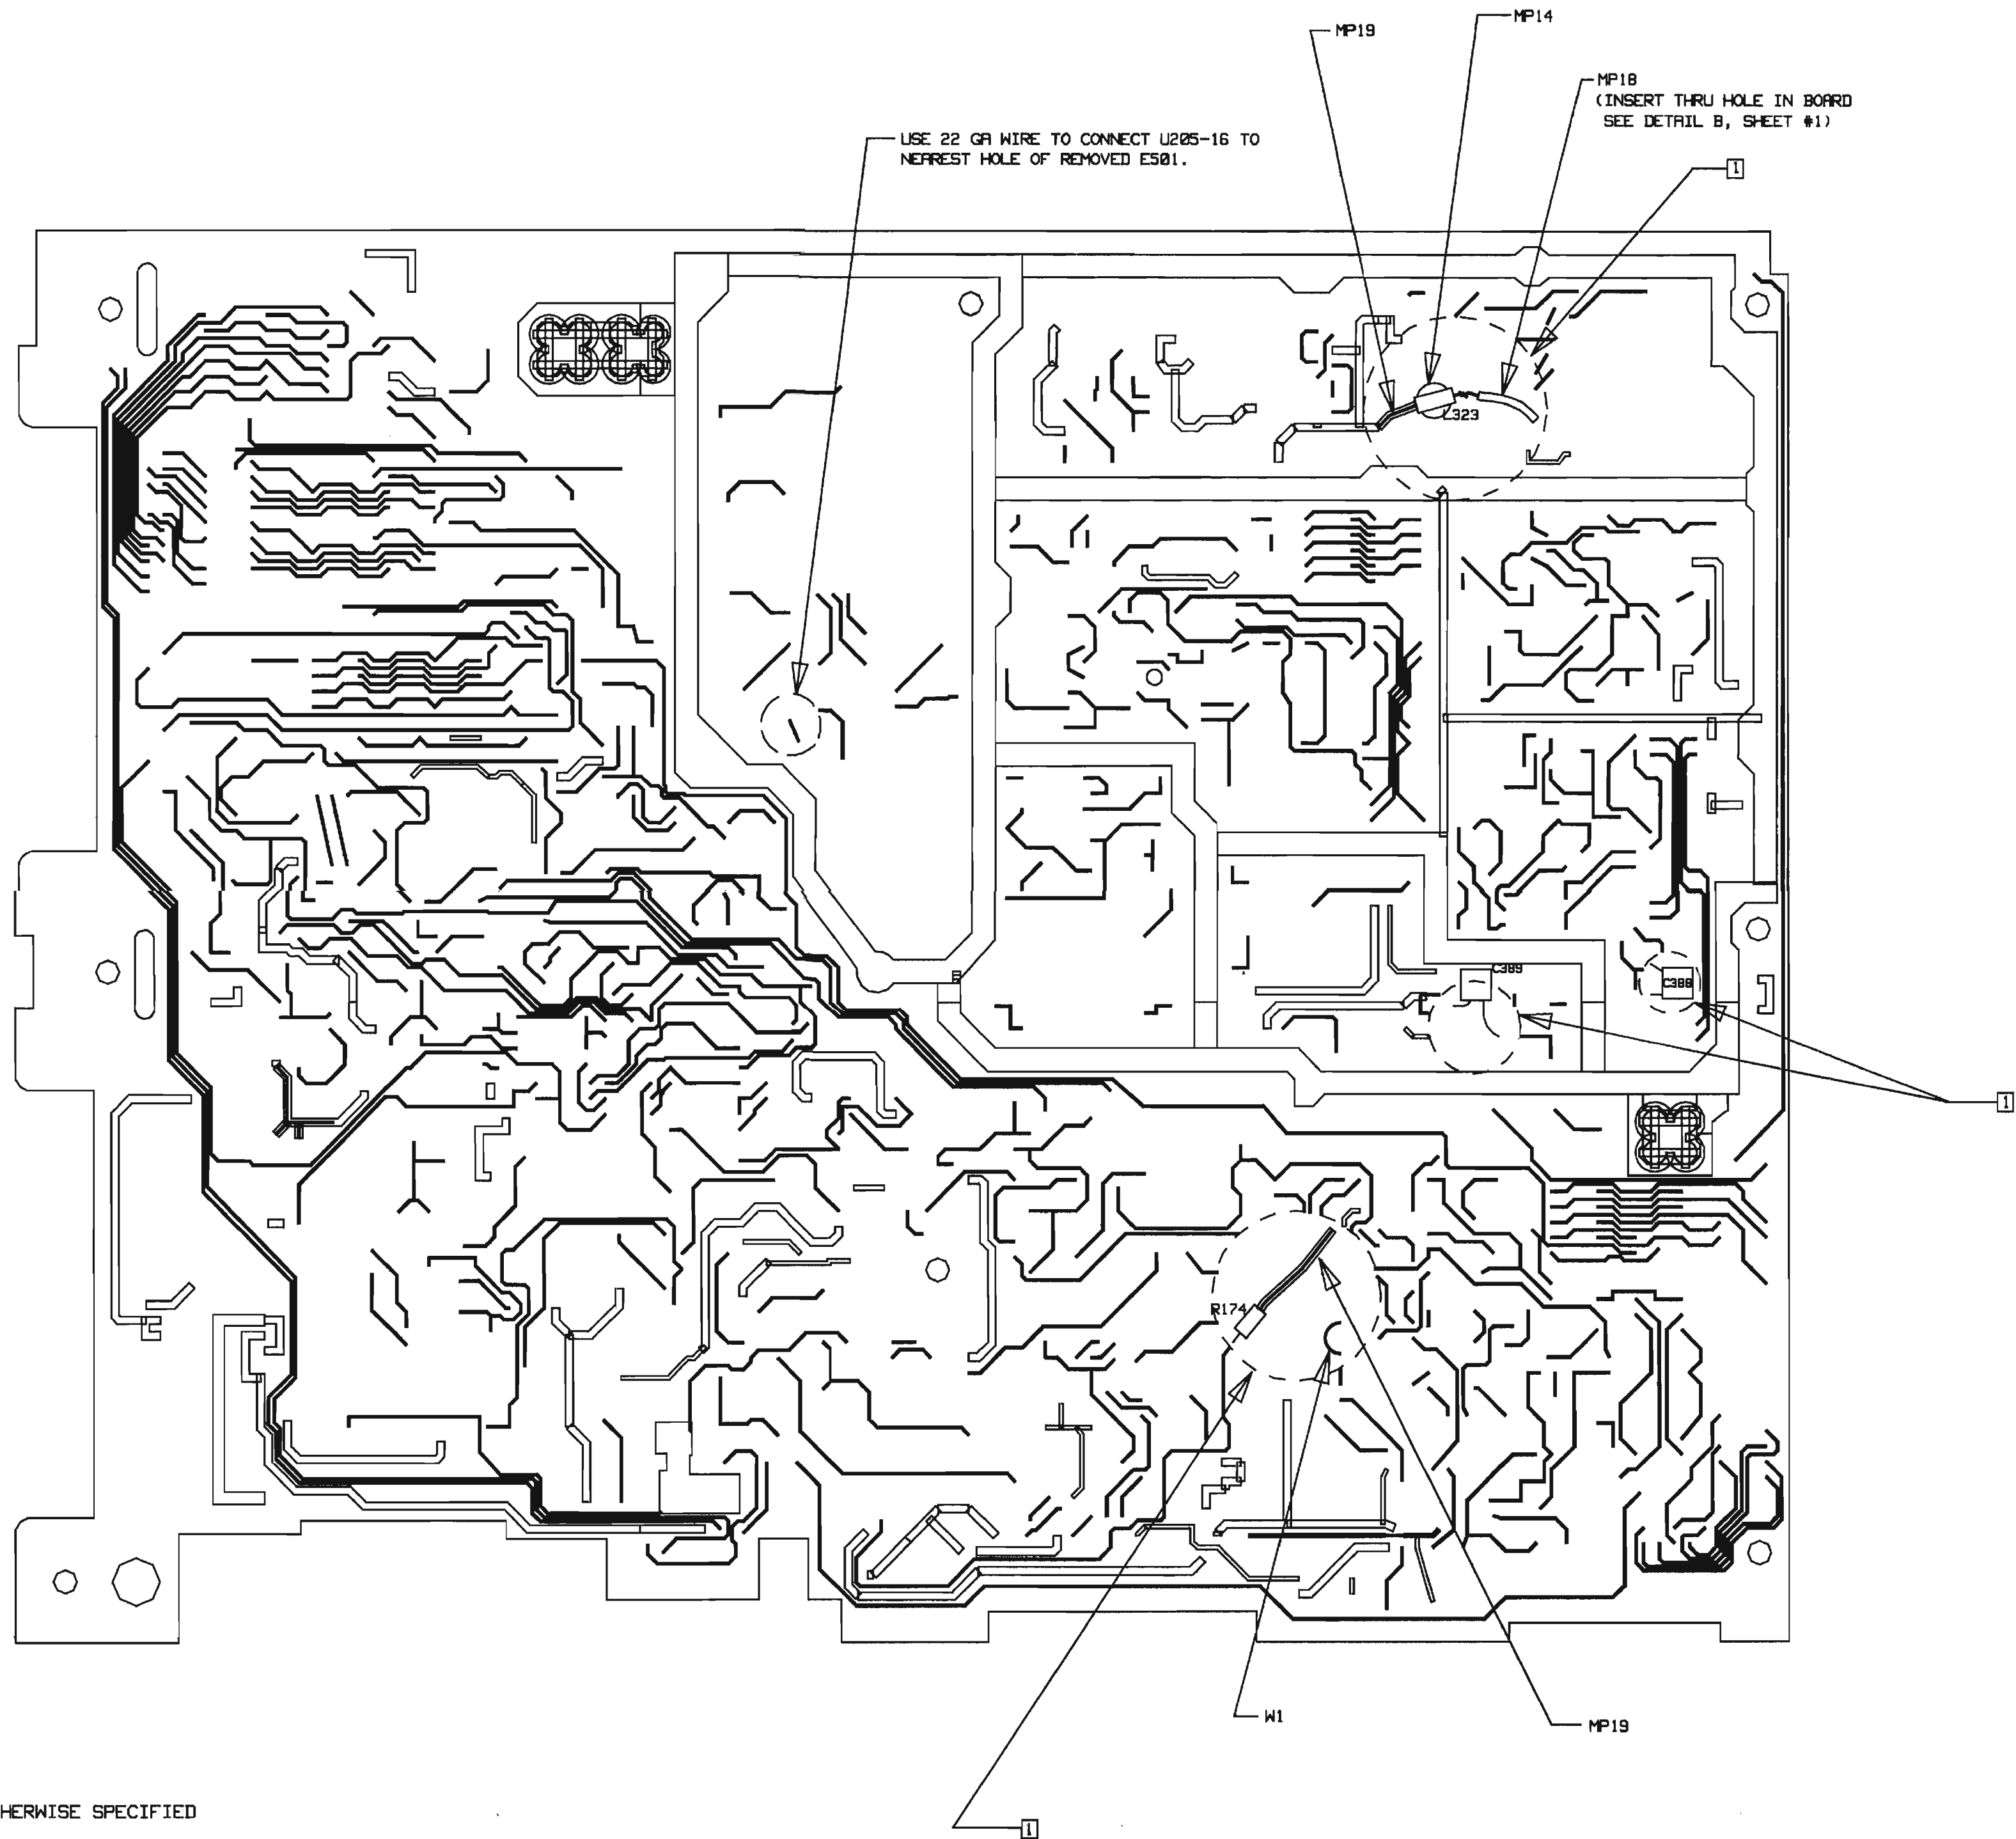 MP14
MP19
MP18
(INSERT THRU HOLE IN BOARD
SEE DETAIL B, SHEET #1)
USE 22 GA WIRE TO CONNECT U205-16 TO
NEAREST HOLE OF REMOVED E501.
1
L323
C389
C388
1
R174
W1
MP19
HERWISE SPECIFIED
1